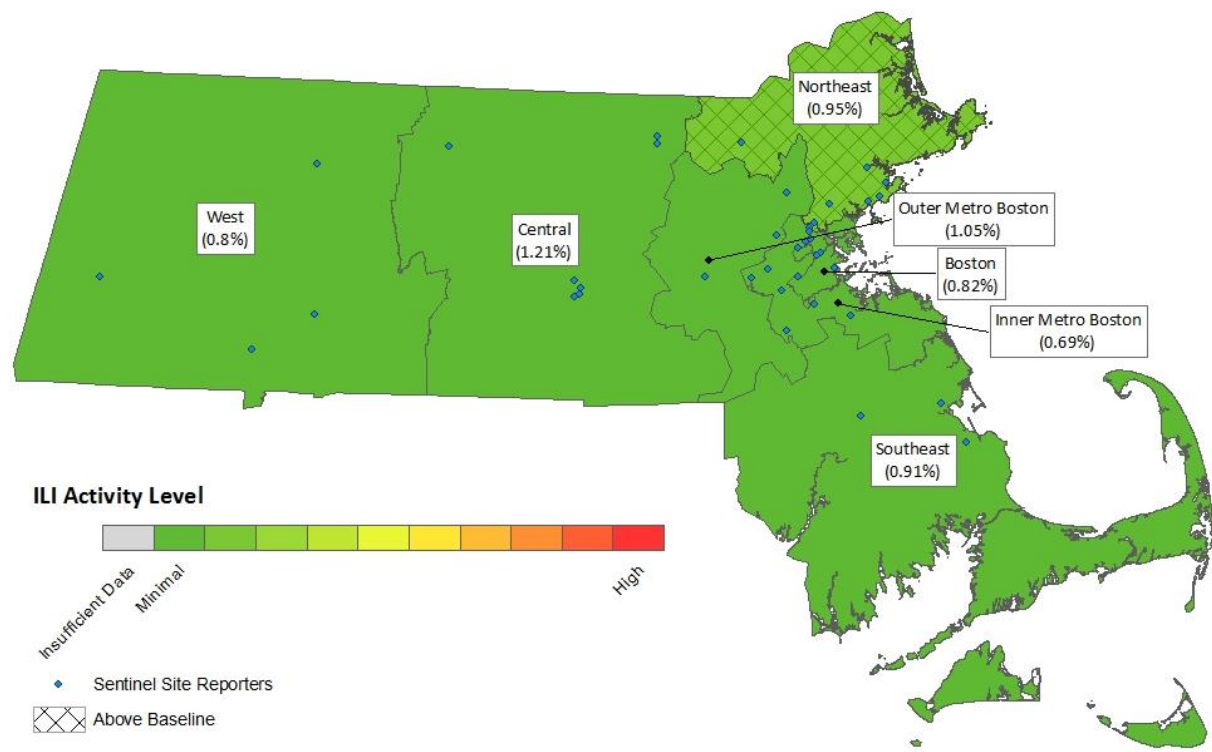 Northeast
(0.95%)
West
(0.8%)
Central
(1.21%)
Outer Metro Boston
(1.05%)
Boston
(0.82%)
Inner Metro Boston
(0.69%)
Southeast
(0.91%)
ILI Activity Level
Insufficient Data
Minimal
High
Sentinel Site Reporters
Above Baseline